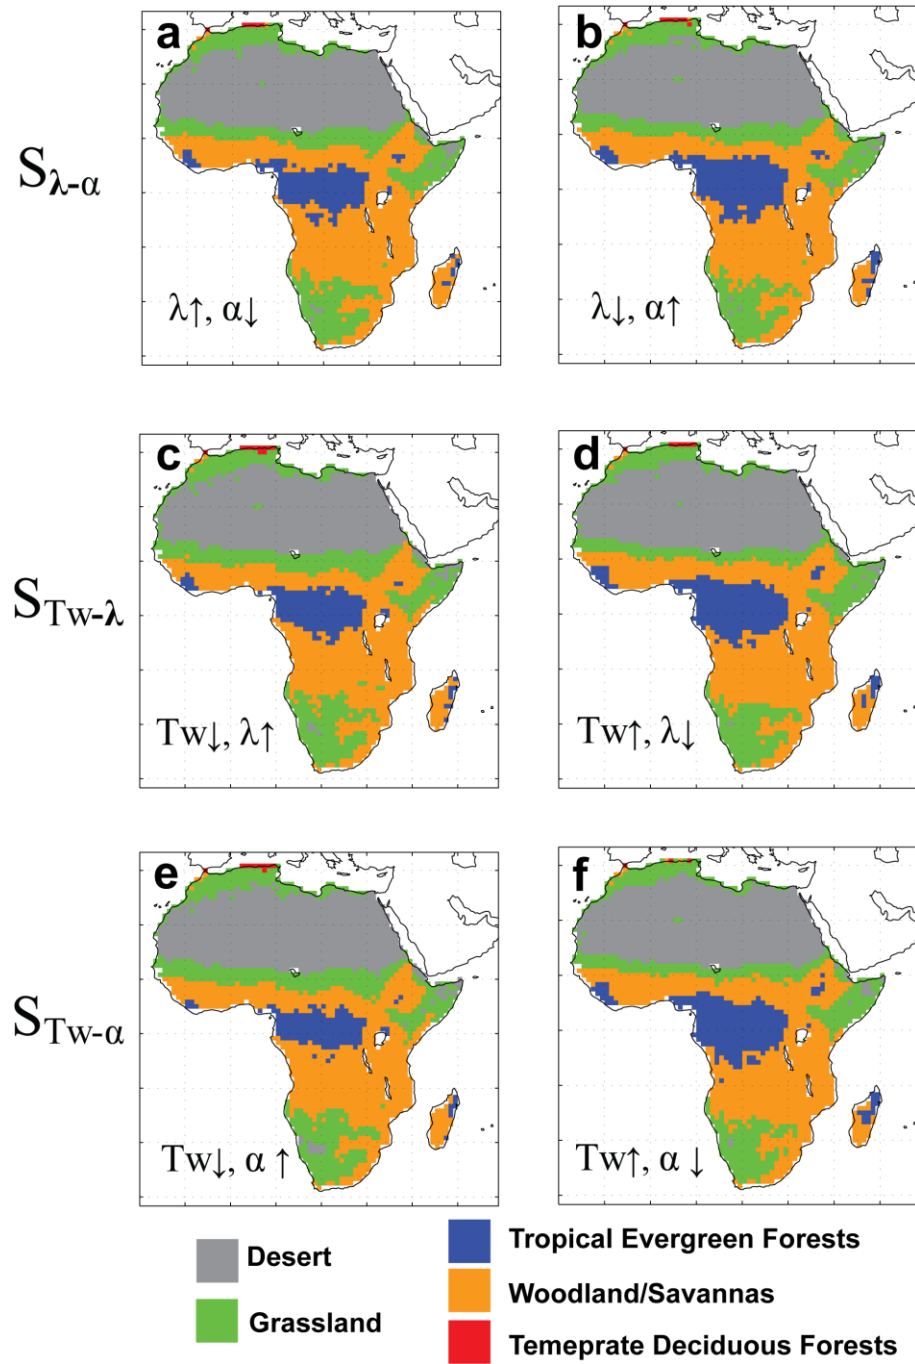 a
b
Sλ-α
λ↑, α↓
λ↓, α↑
c
d
STw-λ
Tw↓, λ↑
Tw↑, λ↓
e
f
STw-α
Tw↓, α ↑
Tw↑, α ↓
Desert
Grassland
Tropical Evergreen Forests
Woodland/Savannas
Temeprate Deciduous Forests